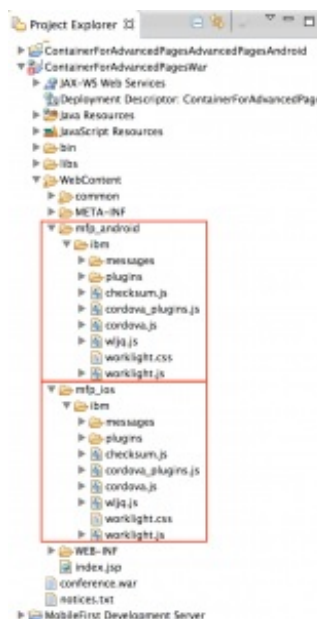 Project Explorer
ContainerForAdvancedPagesAdvancedPagesAndroid
ContainerForAdvancedPagesWar
JAX-WS Web Services
Deployment Descriptor: ContainerForAdvancedPage
Java Resources
JavaScript Resources
bin
libs
WebContent
common
META-INF
mfp_android
ibm
messages
plugins
checksum.js
cordova_plugins.js
cordova.js
wljq.js
worklight.css
worklight.js
mfp_ios
ibm
messages
plugins
checksum.js
cordova_plugins.js
cordova.js
wljq.js
worklight.css
worklight.js
WEB-INF
index.jsp
conference.war
notices.txt
MobileFirst Development Server